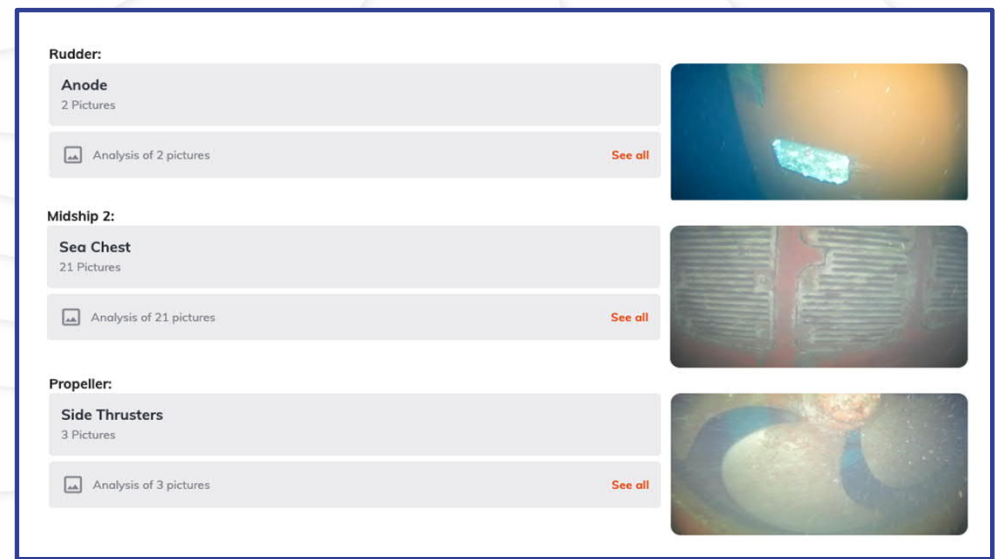 Rudder:
Anode
2 Pictures
Analysis of 2 pictures
See all
Midship 2:
Sea Chest
21 Pictures
Analysis of 21 pictures
See all
Propeller:
Side Thrusters
3 Pictures
Analysis of 3 pictures
See all